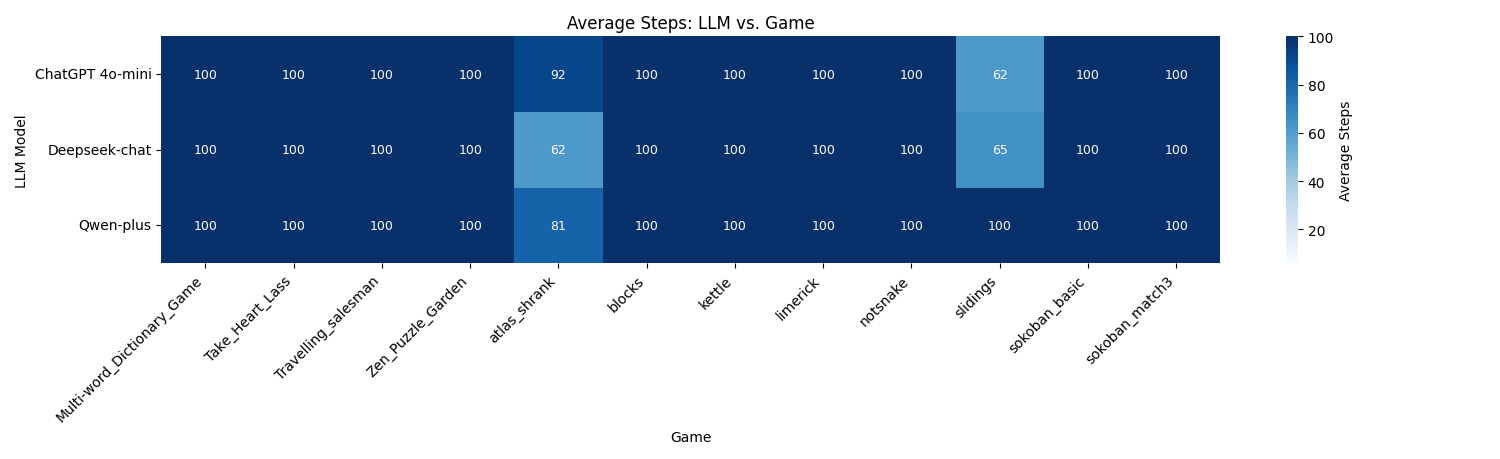 Average Steps: LLM vs. Game
LLM Model
ChatGPT 4o-mini 100 100 100 100 92 100 100 100 100 62 100 100
Deepseek-chat 100 100 100 100 62 100 100 100 100 65 100 100
Qwen-plus 100 100 100 100 81 100 100 100 100 100 100 100
Multi-word_Dictionary_Game
Take_Heart_Lass
Travelling_salesman
Zen_Puzzle_Garden
atlas_shrank
blocks
kettle
limerick
notsnake
slidings
sokoban_basic
sokoban_match3
Game
100
80
60
40
20
Average Steps